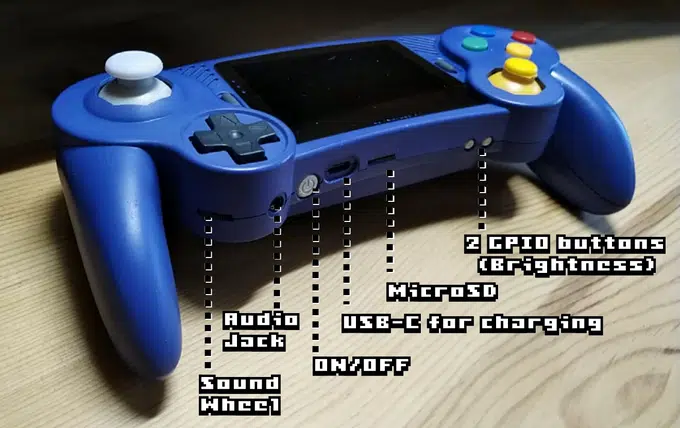 2 GPIO buttons
(Brightness)
MicroSD
Audio
Jack
USB-C for charging
ON/OFF
Sound
Wheel